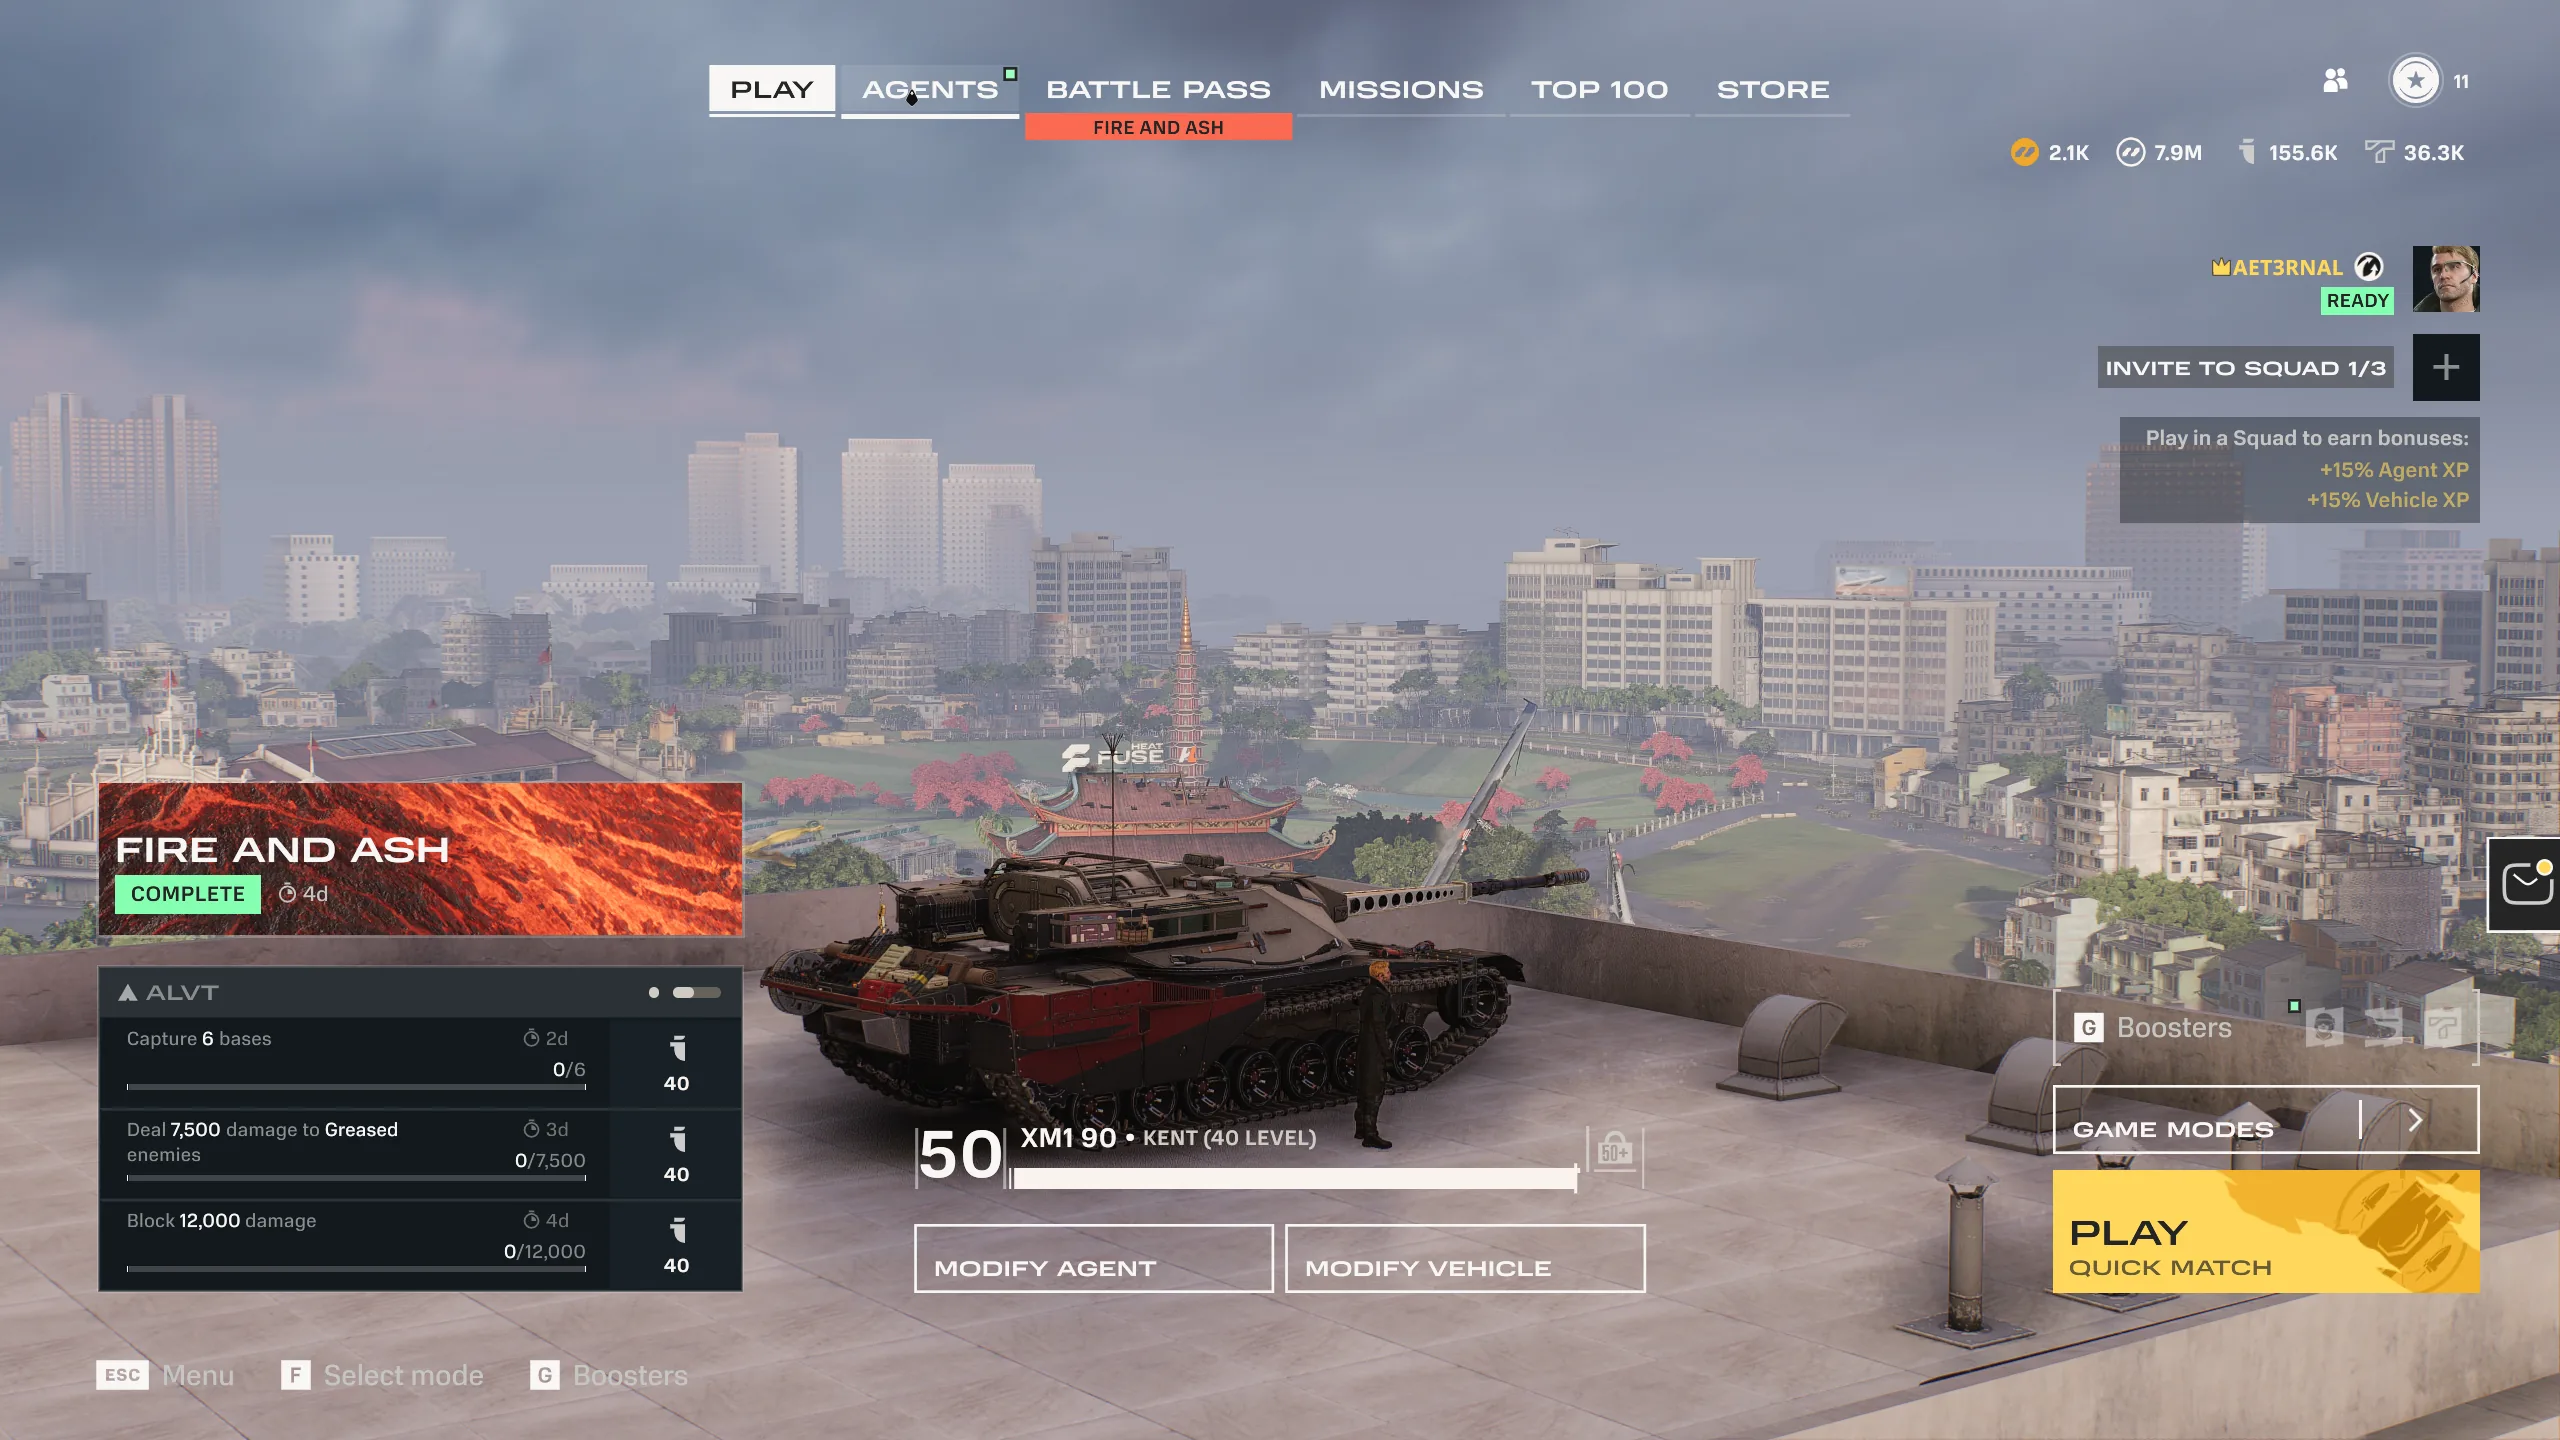 PLAY
AGENTS
BATTLE PASS
MISSIONS
TOP 100
STORE
FIRE AND ASH
11
2.1K
7.9M
155.6K
36.3K
AET3RNAL
READY
INVITE TO SQUAD 1/3
Play in a Squad to earn bonuses:
+15% Agent XP
+15% Vehicle XP
HEAT
FUSE
FIRE AND ASH
COMPLETE
4d
ALVT
Capture 6 bases
2d
0/6
40
Deal 7,500 damage to Greased
enemies
3d
0/7,500
40
Block 12,000 damage
4d
0/12,000
40
50
XM1 90 • KENT (40 LEVEL)
50+
MODIFY AGENT
MODIFY VEHICLE
G Boosters
GAME MODES
PLAY
QUICK MATCH
ESC Menu
F Select mode
G Boosters